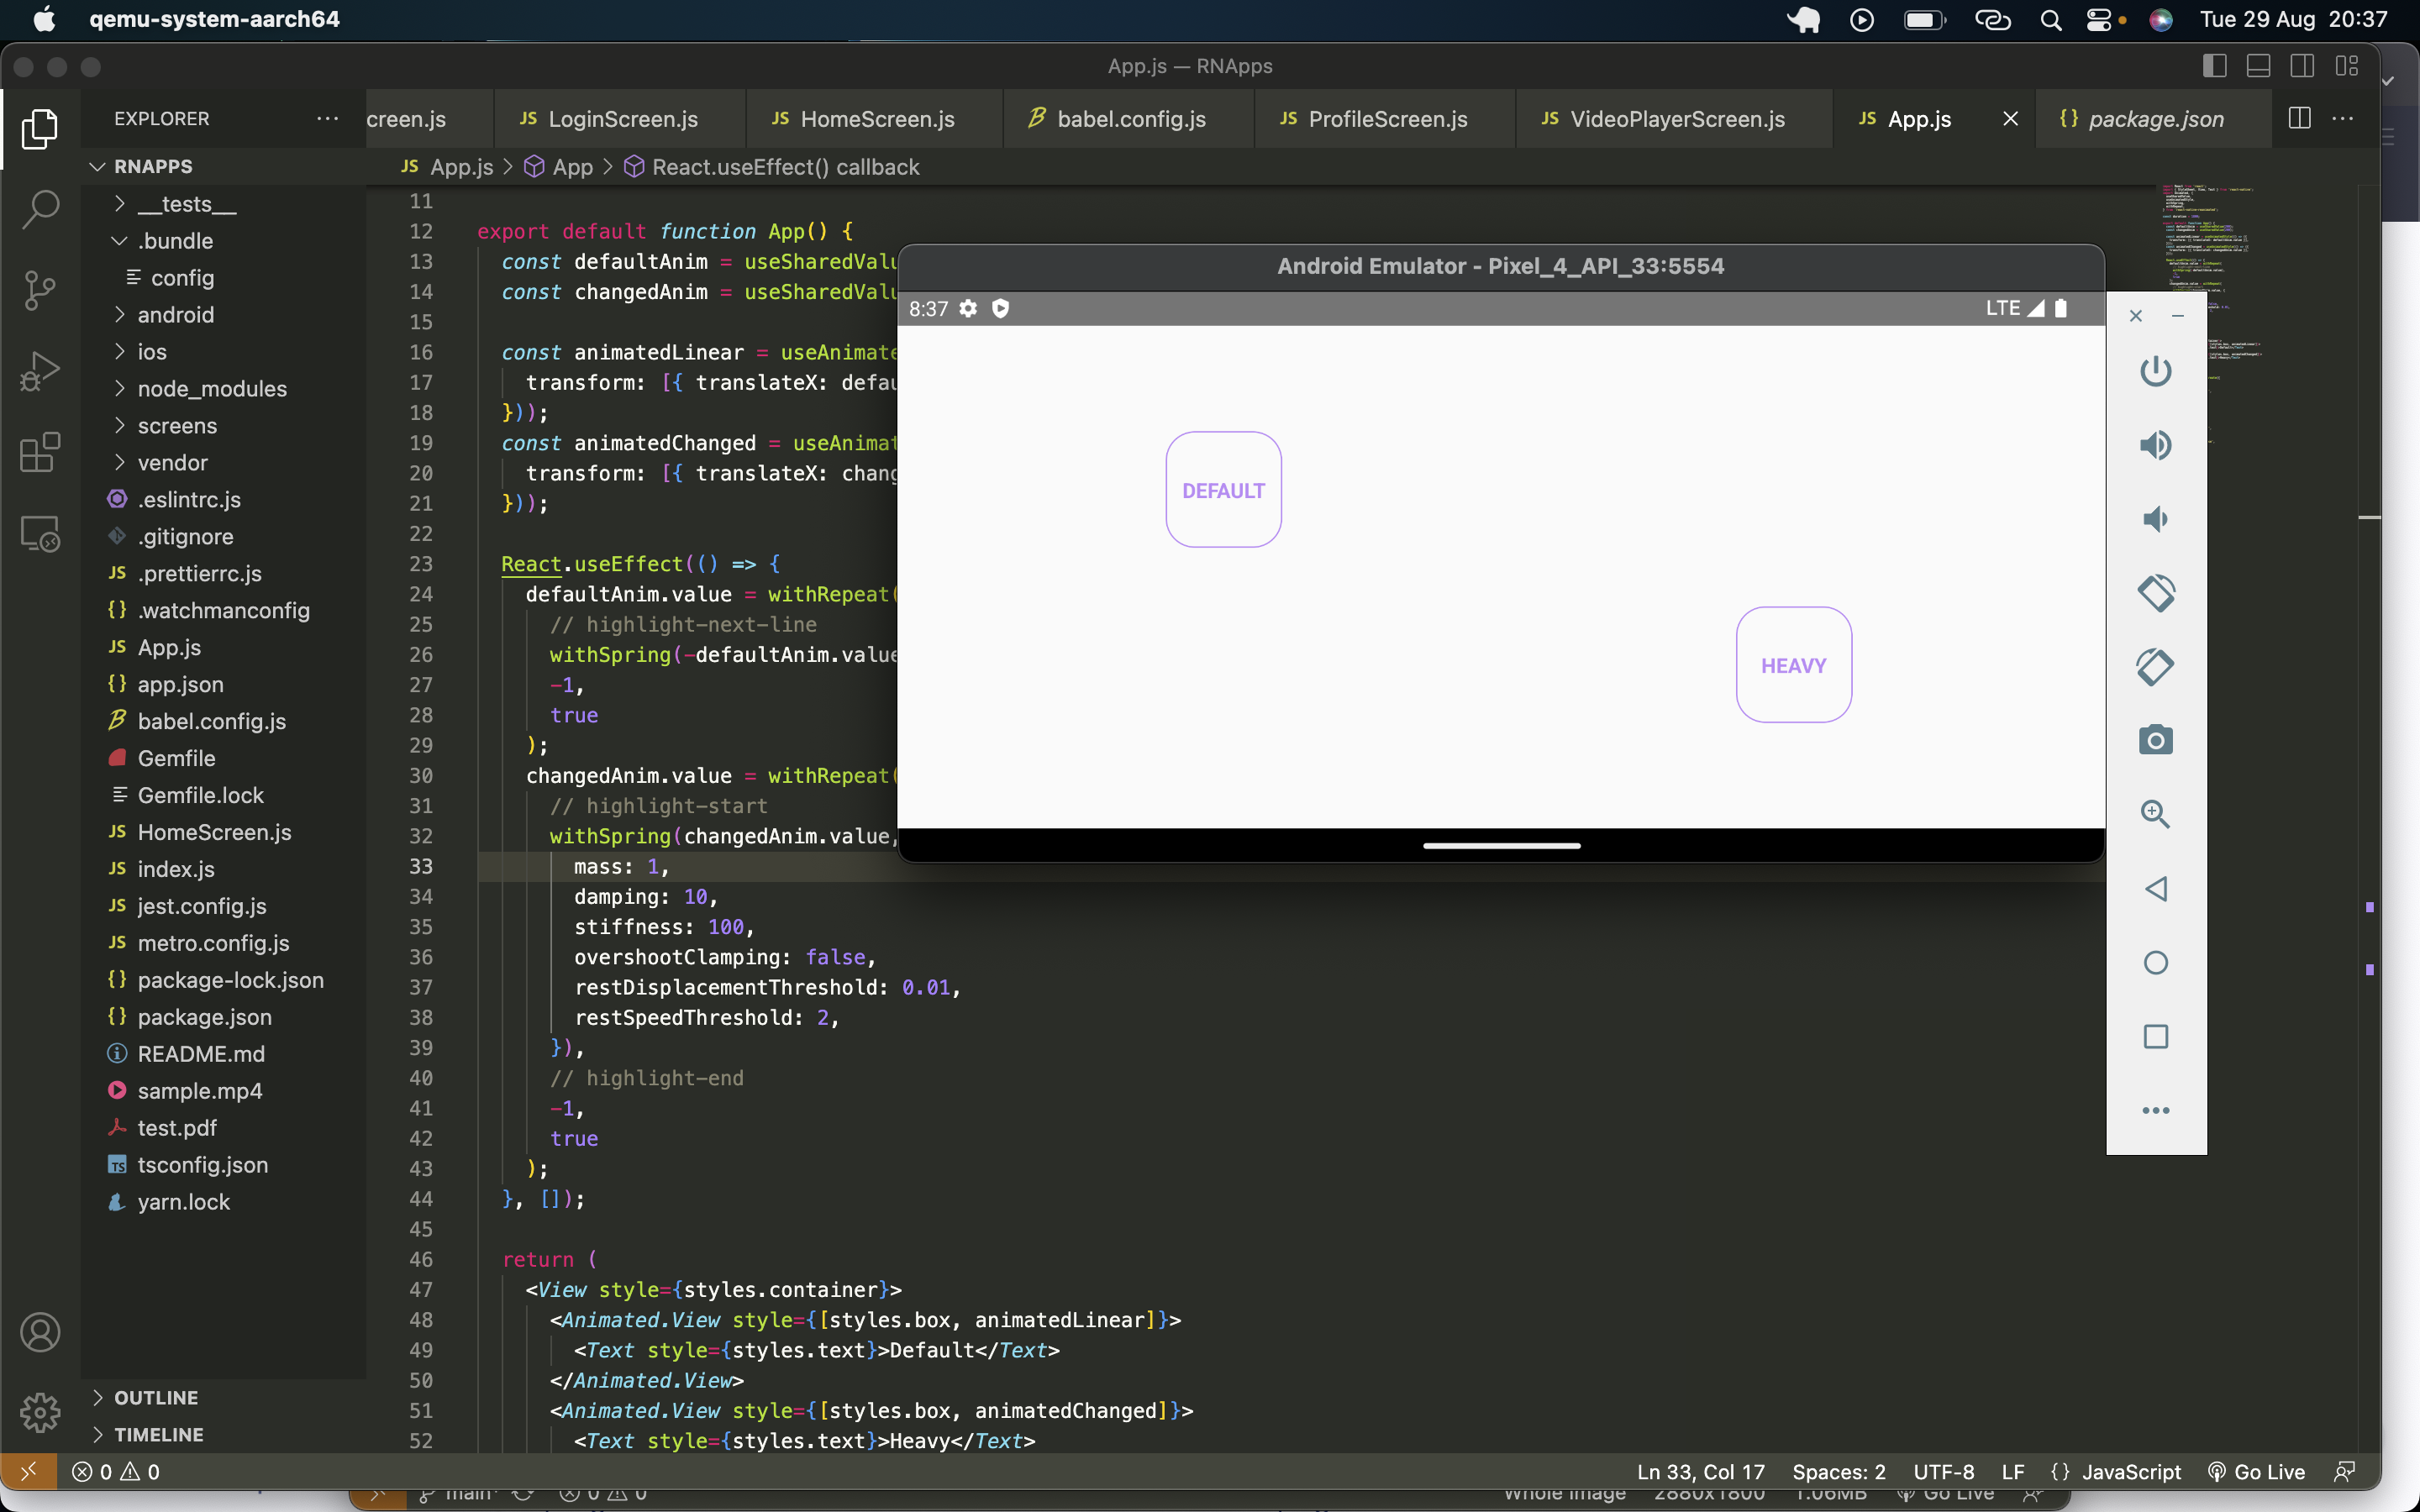 qemu-system-aarch64
Tue 29 Aug 20:37
App.js — RNApps
EXPLORER
creen.js
LoginScreen.js
HomeScreen.js
babel.config.js
ProfileScreen.js
VideoPlayerScreen.js
App.js
package.json
RNAPPS
App.js > App > React.useEffect() callback
__tests__
.bundle
config
android
ios
node_modules
screens
vendor
.eslintrc.js
.gitignore
.prettierrc.js
.watchmanconfig
App.js
app.json
babel.config.js
Gemfile
Gemfile.lock
HomeScreen.js
index.js
jest.config.js
metro.config.js
package-lock.json
package.json
README.md
sample.mp4
test.pdf
tsconfig.json
yarn.lock
OUTLINE
TIMELINE
11
12 export default function App() {
13 const defaultAnim = useSharedValu
14 const changedAnim = useSharedValu
15
16 const animatedLinear = useAnimate
17 transform: [{ translateX: defau
18 }));
19 const animatedChanged = useAnimat
20 transform: [{ translateX: chang
21 }));
22
23 React.useEffect(() => {
24 defaultAnim.value = withRepeat(
25 // highlight-next-line
26 withSpring(-defaultAnim.value
27 -1,
28 true
29 );
30 changedAnim.value = withRepeat(
31 // highlight-start
32 withSpring(changedAnim.value,
33 mass: 1,
34 damping: 10,
35 stiffness: 100,
36 overshootClamping: false,
37 restDisplacementThreshold: 0.01,
38 restSpeedThreshold: 2,
39 }),
40 // highlight-end
41 -1,
42 true
43 );
44 }, []);
45
46 return (
47 <View style={styles.container}>
48 <Animated.View style={[styles.box, animatedLinear]}>
49 <Text style={styles.text}>Default</Text>
50 </Animated.View>
51 <Animated.View style={[styles.box, animatedChanged]}>
52 <Text style={styles.text}>Heavy</Text>
Android Emulator - Pixel_4_API_33:5554
8:37
LTE
DEFAULT
HEAVY
0 0
Ln 33, Col 17 Spaces: 2 UTF-8 LF {} JavaScript Go Live
main* 0 0 Whole Image 2880x1800 1.06MB Go Live